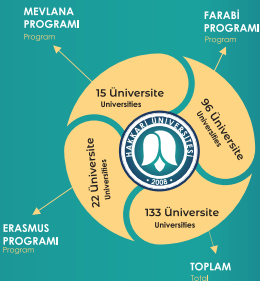 MEVLANA
PROGRAMI
Program
FARABİ
PROGRAMI
Program
15 Üniversite
Universities
96 Üniversite
Universities
HAKKARİ ÜNİVERSİTESİ
2008
22 Üniversite
Universities
133 Üniversite
Universities
ERASMUS
PROGRAMI
Program
TOPLAM
Total